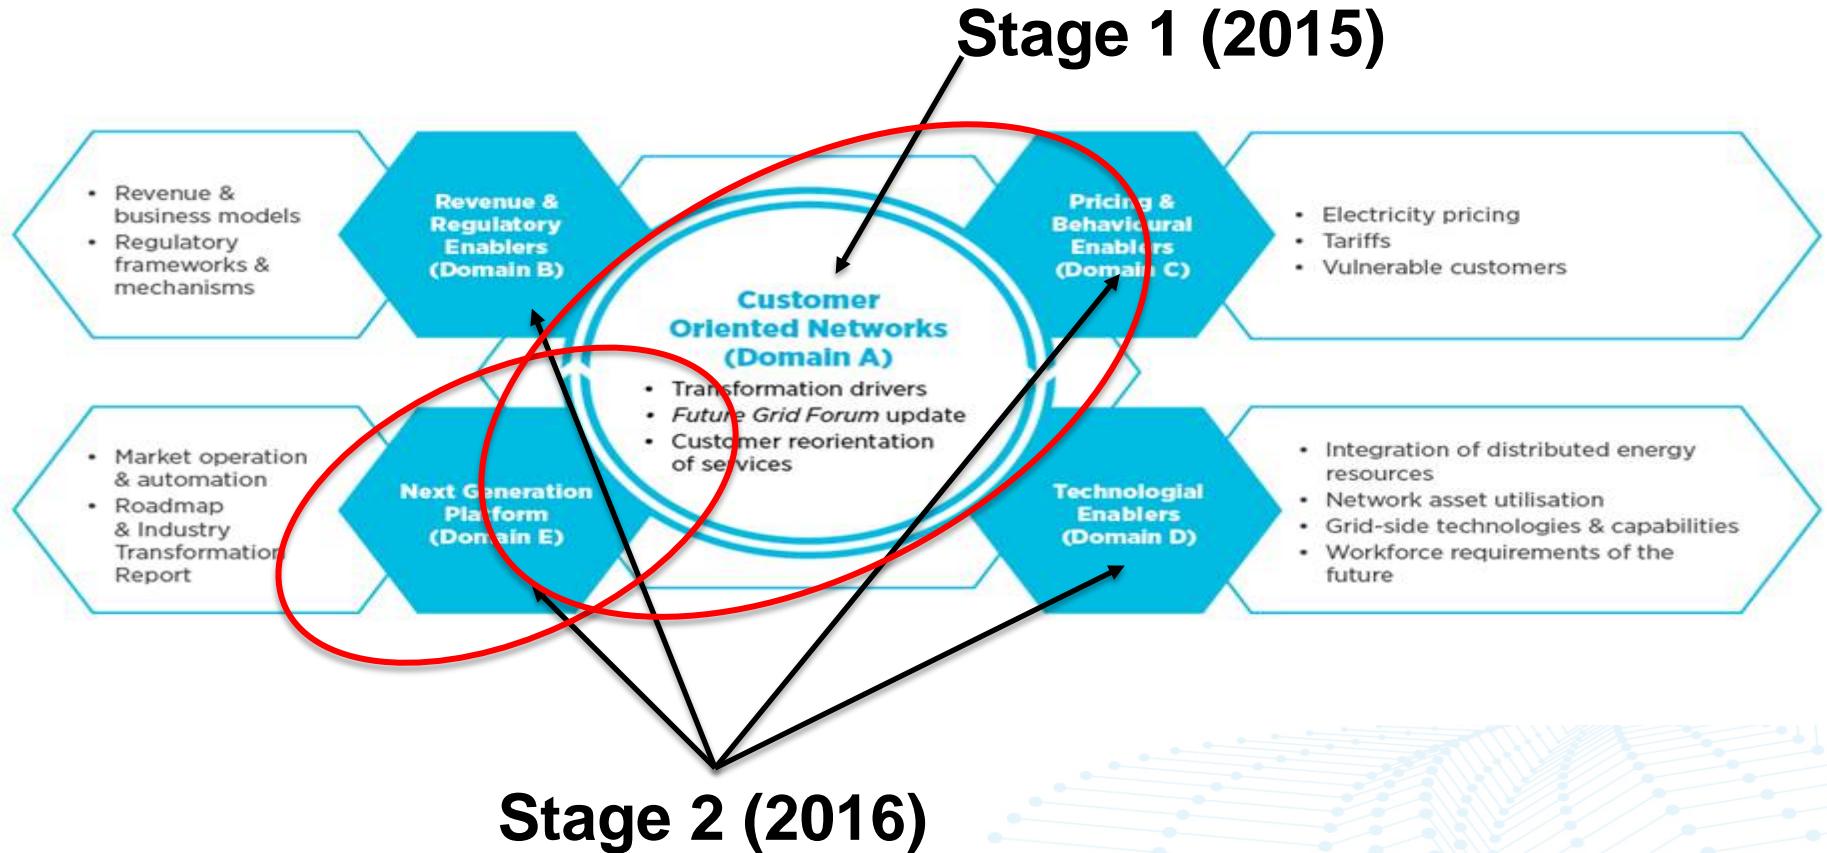 Stage 1 (2015)
• Revenue &
business models
• Regulatory
frameworks &
mechanisms
Revenue &
Regulatory
Enablers
(Domain B)
Customer
Oriented Networks
(Domain A)
• Transformation drivers
• Future Grid Forum update
• Customer reorientation
of services
Pricing &
Behavioural
Enablers
(Domain C)
• Electricity pricing
• Tariffs
• Vulnerable customers
• Market operation
& automation
• Roadmap
& Industry
Transformation
Report
Next Generation
Platform
(Domain E)
Technologial
Enablers
(Domain D)
• Integration of distributed energy
resources
• Network asset utilisation
• Grid-side technologies & capabilities
• Workforce requirements of the
future
Stage 2 (2016)